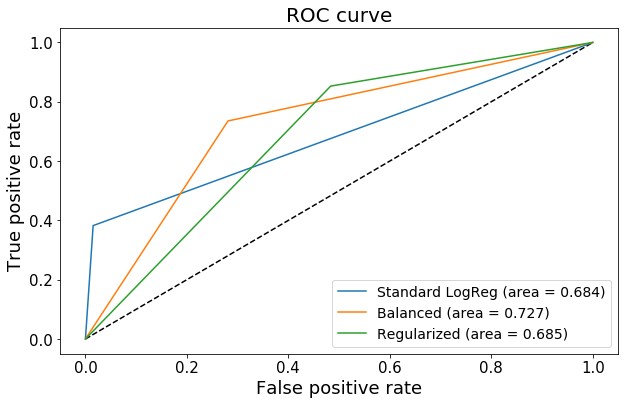 ROC curve
True positive rate
1.0
0.8
0.6
0.4
0.2
0.0
Standard LogReg (area = 0.684)
Balanced (area = 0.727)
Regularized (area = 0.685)
0.0 0.2 0.4 0.6 0.8 1.0
False positive rate